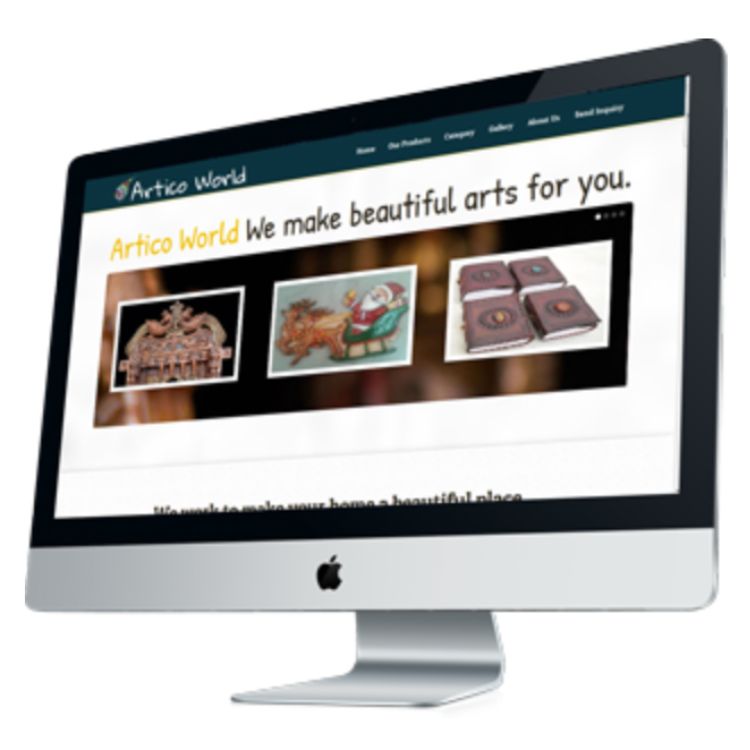 Artico World
Home Our Products Category Gallery About Us Send Inquiry
Artico World We make beautiful arts for you.
We work to make your home a beautiful place